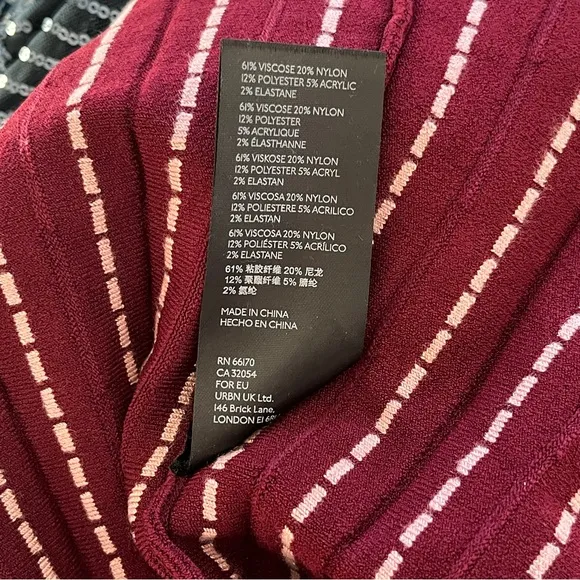 61% VISCOSE 20% NYLON
12% POLYESTER 5% ACRYLIC
2% ELASTANE
61% VISCOSE 20% NYLON
12% POLYESTER
5% ACRYLIQUE
2% ÉLASTHANNE
61% VISKOSE 20% NYLON
12% POLYESTER 5% ACRYL
2% ELASTAN
61% VISCOSA 20% NYLON
12% POLIESTERE 5% ACRILICO
2% ELASTAN
61% VISCOSA 20% NYLON
12% POLIÉSTER 5% ACRÍLICO
2% ELASTANE
61% 粘胶纤维 20% 尼龙
12% 聚酯纤维 5% 腈纶
2% 氨纶
MADE IN CHINA
HECHO EN CHINA
RN 66170
CA 32054
FOR EU
URBN UK Ltd.
146 Brick Lane,
LONDON E1